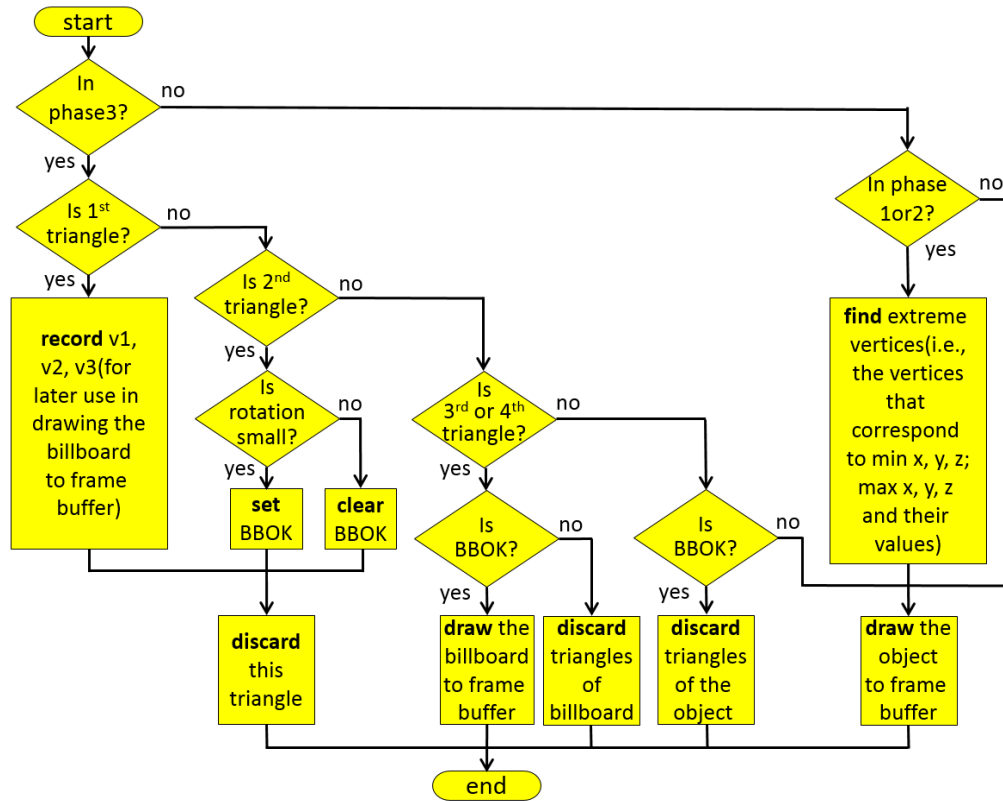 start
In
phase3?
no
yes
Is 1st
triangle?
no
yes
In phase
1or2?
no
yes
Is 2nd
triangle?
no
yes
record v1,
v2, v3(for
later use in
drawing the
billboard
to frame
buffer)
Is
rotation
small?
no
yes
set
BBOK
clear
BBOK
Is
3rd or 4th
triangle?
no
yes
find extreme
vertices(i.e.,
the vertices
that
correspond
to min x, y, z;
max x, y, z
and their
values)
Is
BBOK?
no
yes
Is
BBOK?
no
yes
discard
this
triangle
draw the
billboard
to frame
buffer
discard
triangles
of
billboard
discard
triangles
of the
object
draw the
object
to frame
buffer
end